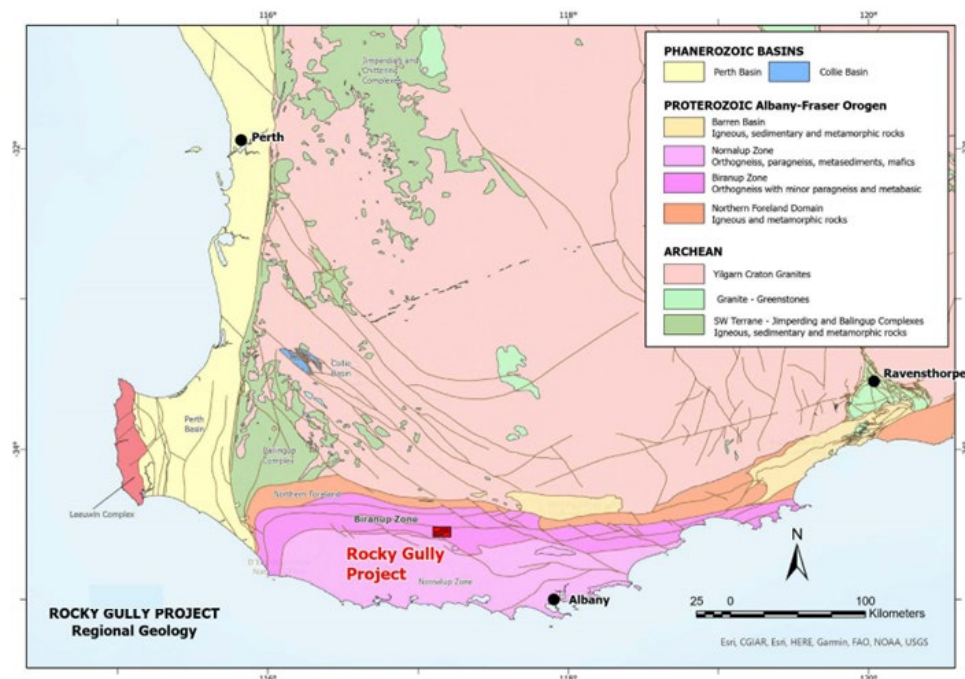 116°
118°
120°
PHANEROZOIC BASINS
Perth Basin
Collie Basin
PROTEROZOIC Albany-Fraser Orogen
Barren Basin
Igneous, sedimentary and metamorphic rocks
Nornalup Zone
Orthogneiss, paragneiss, metasediments, mafics
Biranup Zone
Orthogneiss with minor paragneiss and metabasic
Northern Foreland Domain
Igneous and metamorphic rocks
ARCHEAN
Yilgarn Craton Granites
Granite - Greenstones
SW Terrane - Jimperding and Balingup Complexes
Igneous, sedimentary and metamorphic rocks
Jimperding and
Chittering
Complexes
Perth
Collie
Basin
Ravensthorpe
Perth
Basin
Balingup
Complex
Leeuwin Complex
Northern Foreland
Biranup Zone
Rocky Gully
Project
Nornalup Zone
Albany
N
ROCKY GULLY PROJECT
Regional Geology
25 0 100
Kilometers
Esri, CGIAR, Esri, HERE, Garmin, FAO, NOAA, USGS
116°
118°
120°